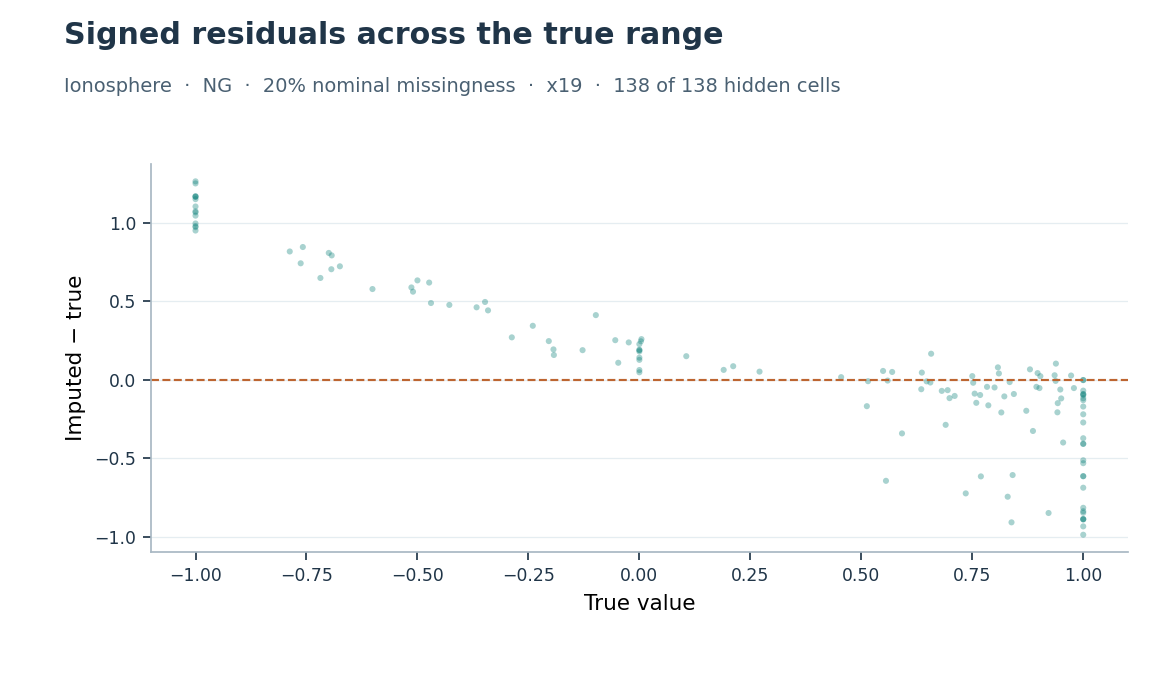 Signed residuals across the true range
Ionosphere · NG · 20% nominal missingness · x19 · 138 of 138 hidden cells
Imputed − true
1.0
0.5
0.0
−0.5
−1.0
−1.00 −0.75 −0.50 −0.25 0.00 0.25 0.50 0.75 1.00
True value